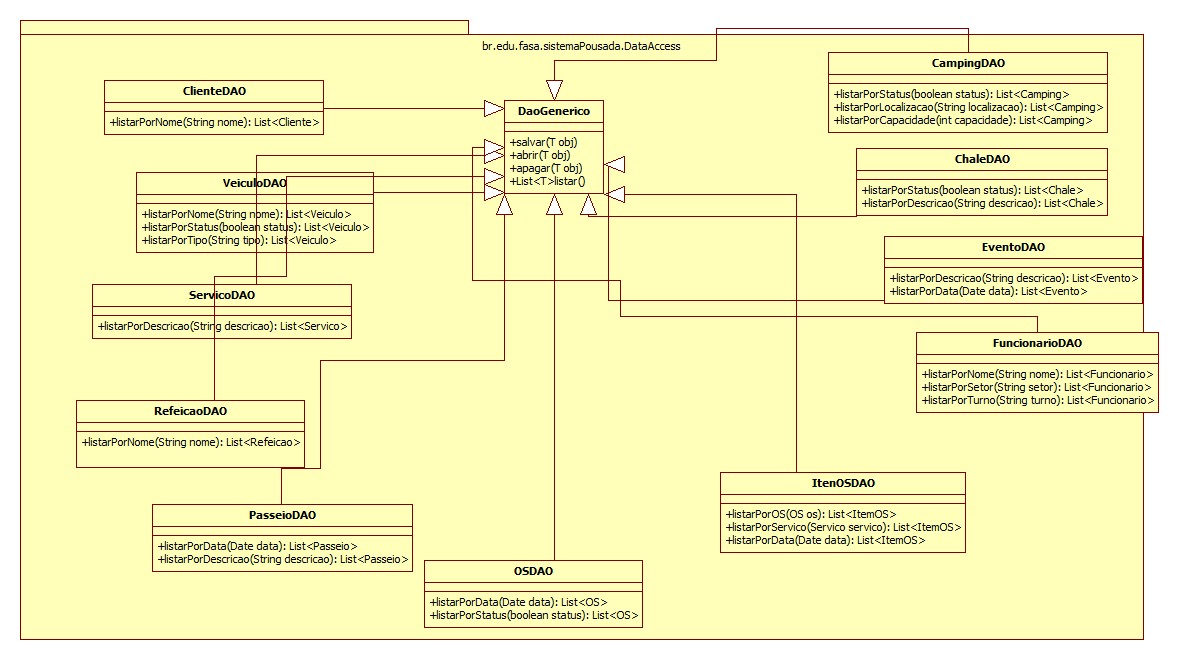 br.edu.fasa.sistemaPousada.DataAccess
ClienteDAO
+listarPorNome(String nome): List<Cliente>
DaoGenerico
+salvar(T obj)
+abrir(T obj)
+apagar(T obj)
+List<T>listar()
CampingDAO
+listarPorStatus(boolean status): List<Camping>
+listarPorLocalizacao(String localizacao): List<Camping>
+listarPorCapacidade(int capacidade): List<Camping>
ChaleDAO
+listarPorStatus(boolean status): List<Chale>
+listarPorDescricao(String descricao): List<Chale>
VeiculoDAO
+listarPorNome(String nome): List<Veiculo>
+listarPorStatus(boolean status): List<Veiculo>
+listarPorTipo(String tipo): List<Veiculo>
EventoDAO
+listarPorDescricao(String descricao): List<Evento>
+listarPorData(Date data): List<Evento>
ServicoDAO
+listarPorDescricao(String descricao): List<Servico>
FuncionarioDAO
+listarPorNome(String nome): List<Funcionario>
+listarPorSetor(String setor): List<Funcionario>
+listarPorTurno(String turno): List<Funcionario>
RefeicaoDAO
+listarPorNome(String nome): List<Refeicao>
ItenOSDAO
+listarPorOS(OS os): List<ItemOS>
+listarPorServico(Servico servico): List<ItemOS>
+listarPorData(Date data): List<ItemOS>
PasseioDAO
+listarPorData(Date data): List<Passeio>
+listarPorDescricao(String descricao): List<Passeio>
OSDAO
+listarPorData(Date data): List<OS>
+listarPorStatus(boolean status): List<OS>